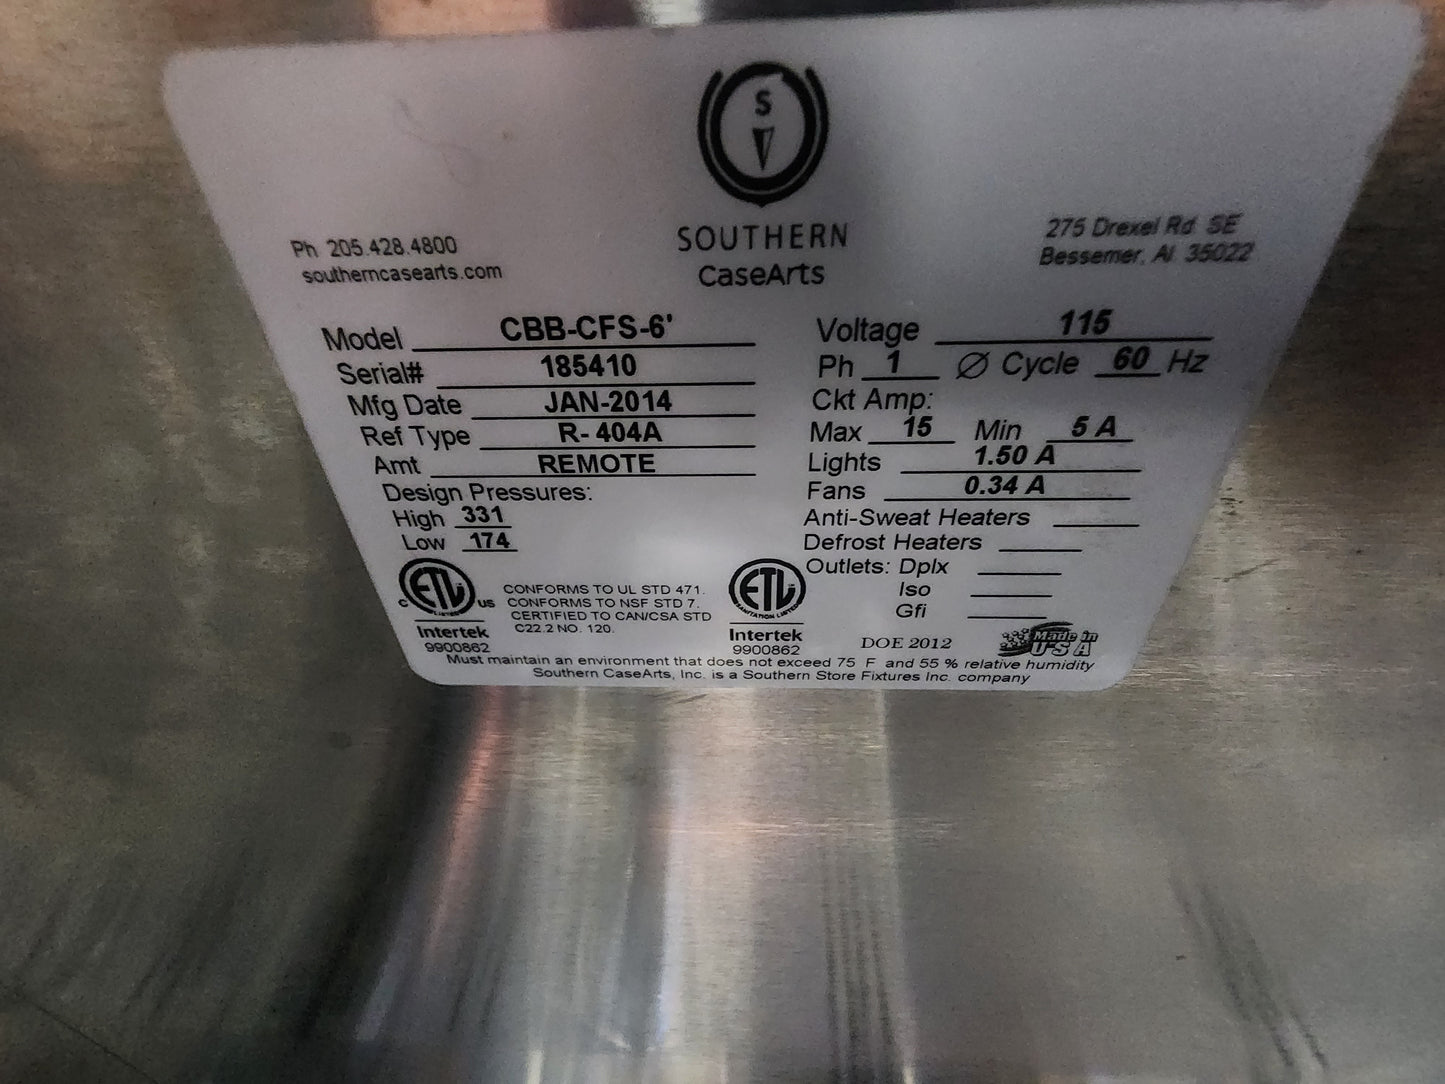 S
SOUTHERN
CaseArts
Ph 205.428.4800
southerncasearts.com
275 Drexel Rd SE
Bessemer, Al 35022
Model CBB-CFS-6'
Serial# 185410
Mfg Date JAN-2014
Ref Type R-404A
Amt REMOTE
Design Pressures:
High 331
Low 174
Voltage 115
Ph 1 Ø Cycle 60 Hz
Ckt Amp:
Max 15 Min 5 A
Lights 1.50 A
Fans 0.34 A
Anti-Sweat Heaters
Defrost Heaters
Outlets: Dplx
Iso
Gfi
C ETL US
LISTED
Intertek
9900862
CONFORMS TO UL STD 471.
CONFORMS TO NSF STD 7.
CERTIFIED TO CAN/CSA STD
C22.2 NO. 120.
ETL
SANITATION LISTED
Intertek
9900862
DOE 2012
Made in
USA
Must maintain an environment that does not exceed 75 F and 55 % relative humidity
Southern CaseArts, Inc. is a Southern Store Fixtures Inc. company